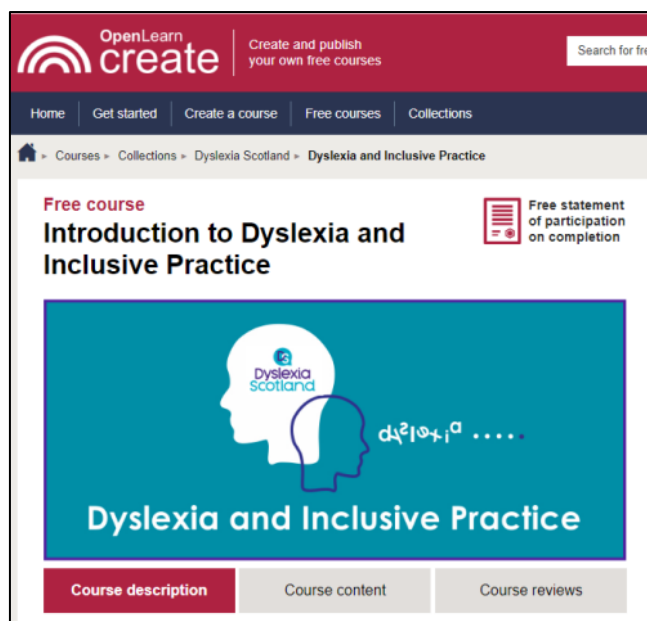 OpenLearn
create
Create and publish
your own free courses
Search for fre
Home
Get started
Create a course
Free courses
Collections
Courses ▸ Collections ▸ Dyslexia Scotland ▸ Dyslexia and Inclusive Practice
Free course
Introduction to Dyslexia and
Inclusive Practice
Free statement
of participation
on completion
Dyslexia
Scotland
dyslexia .....
Dyslexia and Inclusive Practice
Course description
Course content
Course reviews